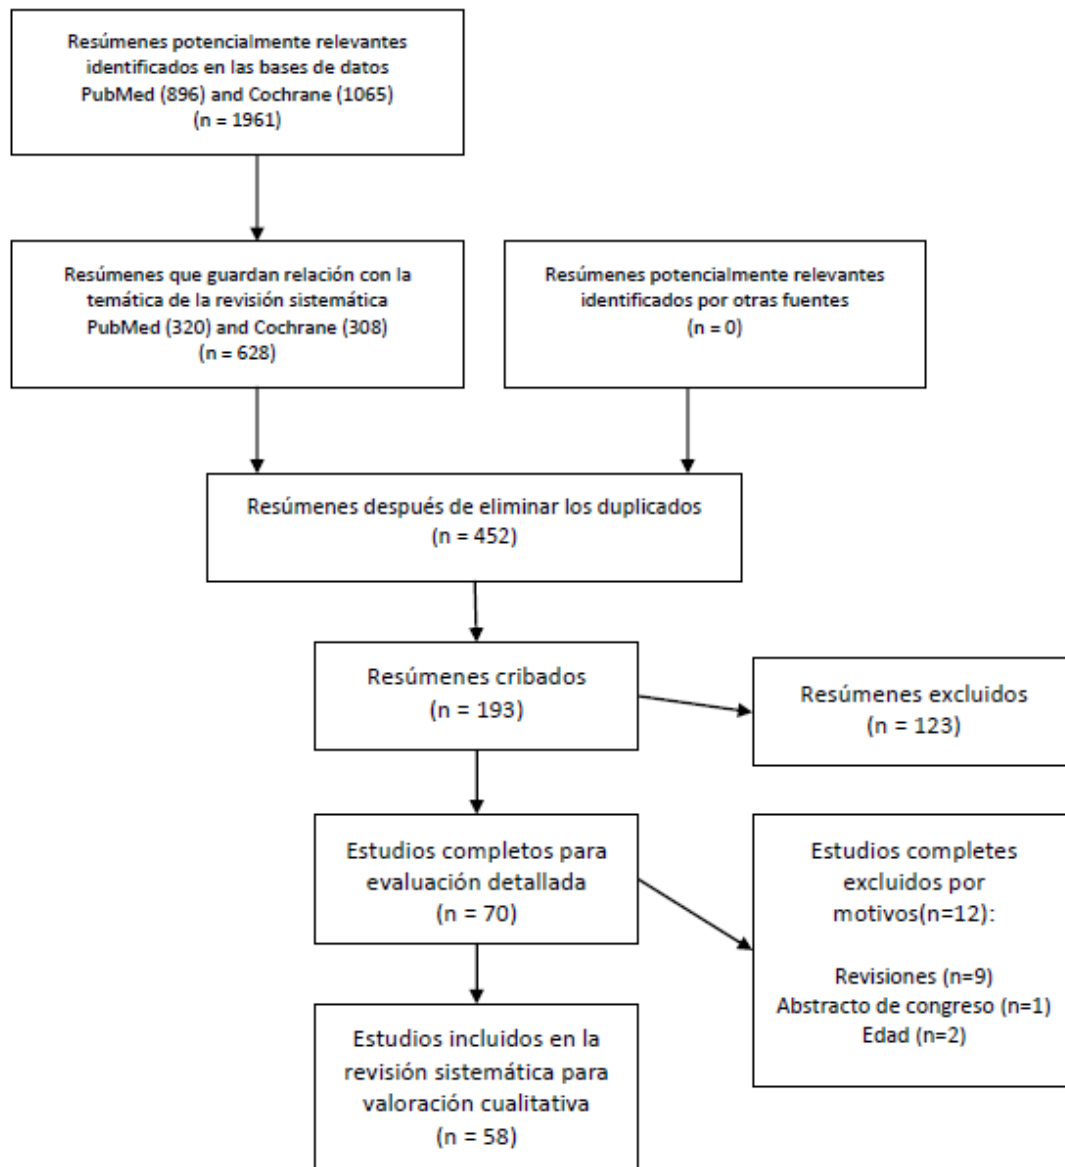 Resúmenes potencialmente relevantes
identificados en las bases de datos
PubMed (896) and Cochrane (1065)
(n = 1961)
Resúmenes que guardan relación con la
temática de la revisión sistemática
PubMed (320) and Cochrane (308)
(n = 628)
Resúmenes potencialmente relevantes
identificados por otras fuentes
(n = 0)
Resúmenes después de eliminar los duplicados
(n = 452)
Resúmenes cribados
(n = 193)
Resúmenes excluidos
(n = 123)
Estudios completos para
evaluación detallada
(n = 70)
Estudios completes
excluidos por
motivos(n=12):
Revisiones (n=9)
Abstracto de congreso (n=1)
Edad (n=2)
Estudios incluidos en la
revisión sistemática para
valoración cualitativa
(n = 58)